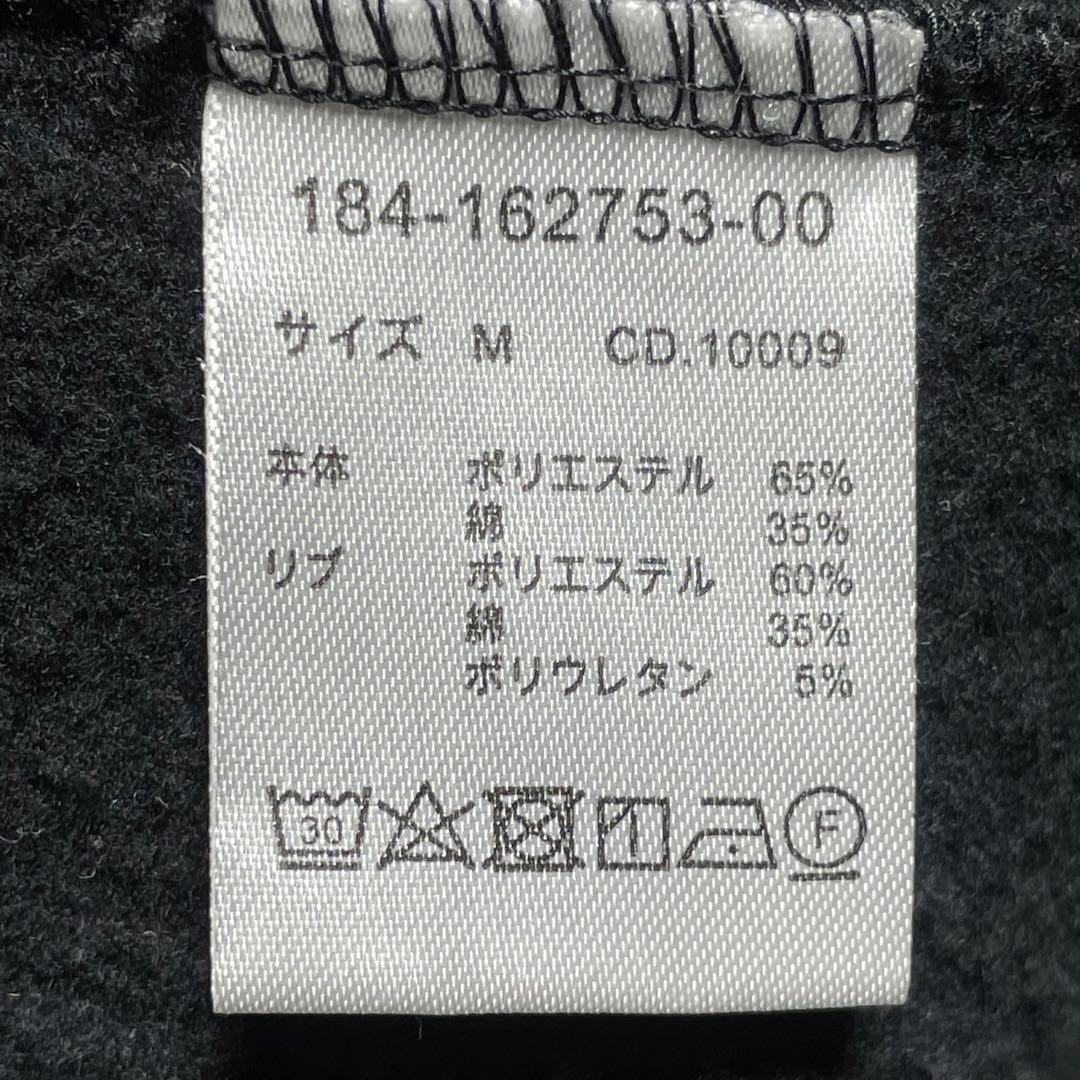 184-162753-00
サイズ M CD.10009
本体 ポリエステル 65%
綿 35%
リブ ポリエステル 60%
綿 35%
ポリウレタン 5%
30 F